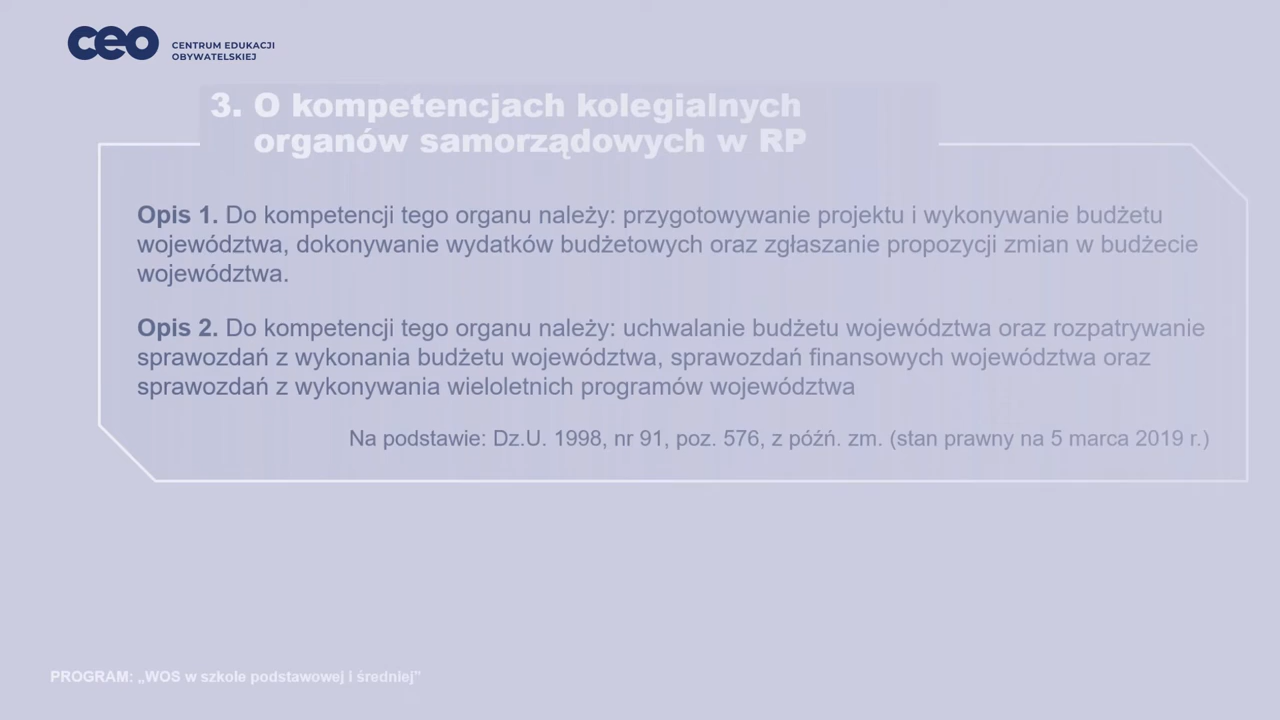 ceo
CENTRUM EDUKACJI
OBYWATELSKIEJ
3. O kompetencjach kolegialnych
organów samorządowych w RP
Opis 1. Do kompetencji tego organu należy: przygotowywanie projektu i wykonywanie budżetu
województwa, dokonywanie wydatków budżetowych oraz zgłaszanie propozycji zmian w budżecie
województwa.
Opis 2. Do kompetencji tego organu należy: uchwalanie budżetu województwa oraz rozpatrywanie
sprawozdań z wykonania budżetu województwa, sprawozdań finansowych województwa oraz
sprawozdań z wykonywania wieloletnich programów województwa
Na podstawie: Dz.U. 1998, nr 91, poz. 576, z późń. zm. (stan prawny na 5 marca 2019 r.)
PROGRAM: „WOS w szkole podstawowej i średniej”